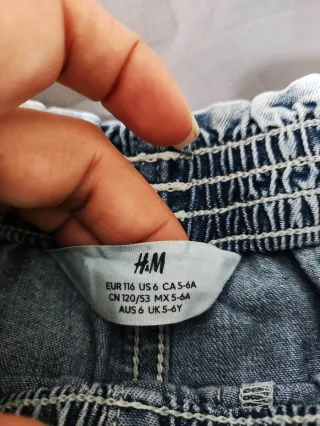 H&M
EUR 116 US 6 CA 5-6A
CN 120/53 MX 5-6A
AUS 6 UK 5-6Y